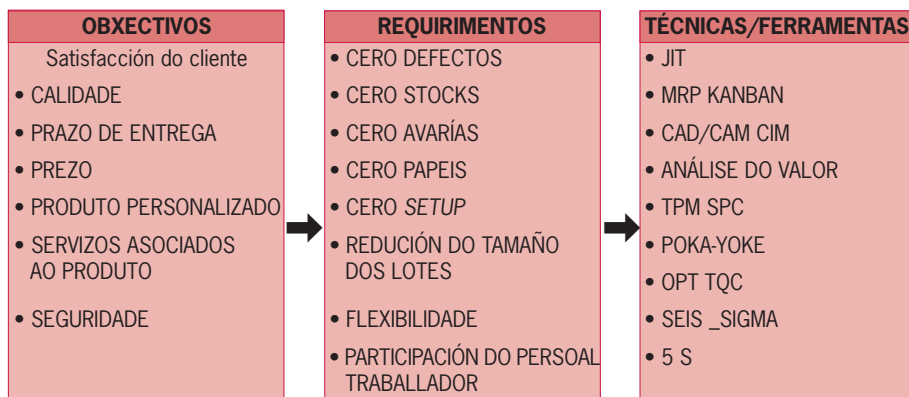 OBXECTIVOS
Satisfacción do cliente
• CALIDADE
• PRAZO DE ENTREGA
• PREZO
• PRODUTO PERSONALIZADO
• SERVIZOS ASOCIADOS
AO PRODUTO
• SEGURIDADE
REQUIRIMENTOS
• CERO DEFECTOS
• CERO STOCKS
• CERO AVARÍAS
• CERO PAPEIS
• CERO SETUP
• REDUCIÓN DO TAMAÑO
DOS LOTES
• FLEXIBILIDADE
• PARTICIPACIÓN DO PERSOAL
TRABALLADOR
TÉCNICAS/FERRAMENTAS
• JIT
• MRP KANBAN
• CAD/CAM CIM
• ANÁLISE DO VALOR
• TPM SPC
• POKA-YOKE
• OPT TQC
• SEIS _SIGMA
• 5 S